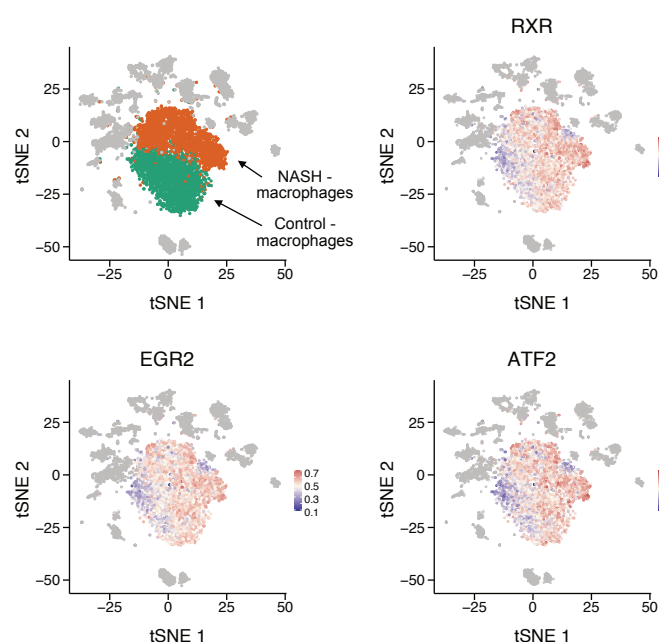 RXR
25
0
−25
−50
tSNE 2
−25
0
25
50
tSNE 1
NASH -
macrophages
Control -
macrophages
25
0
−25
−50
tSNE 2
−25
0
25
50
tSNE 1
EGR2
ATF2
25
0
−25
−50
tSNE 2
−25
0
25
50
tSNE 1
0.7
0.5
0.3
0.1
25
0
−25
−50
tSNE 2
−25
0
25
50
tSNE 1